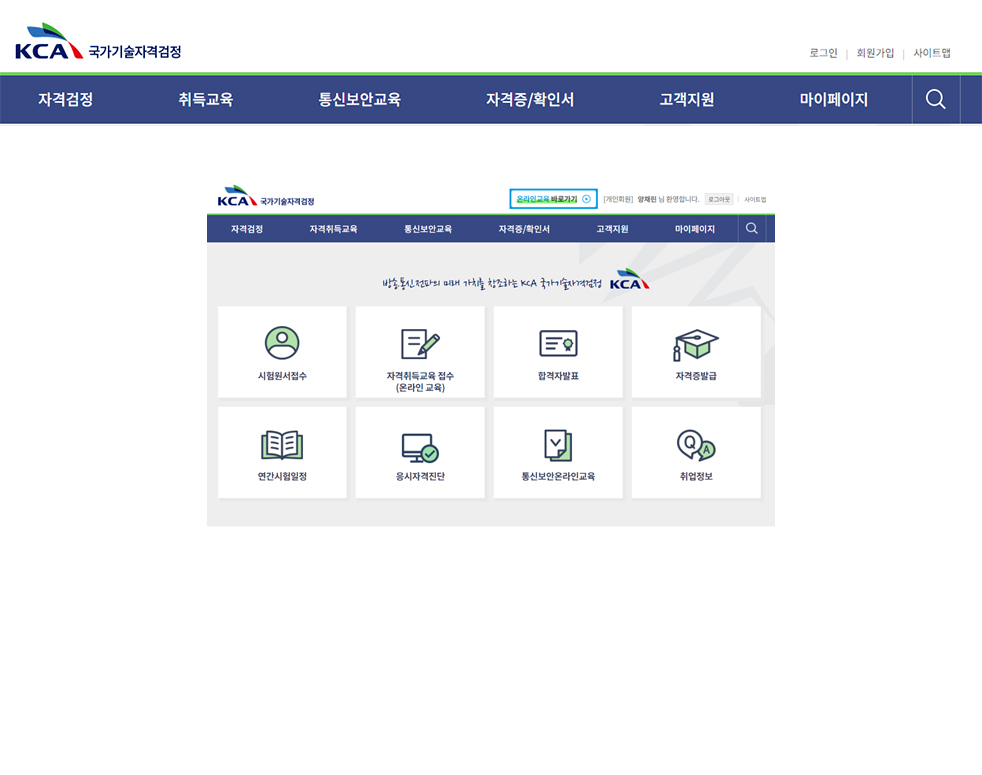 KCA 국가기술자격검정
로그인 | 회원가입 | 사이트맵
자격검정 취득교육 통신보안교육 자격증/확인서 고객지원 마이페이지
KCA 국가기술자격검정
온라인교육 바로가기 [개인회원] 양채린 님 환영합니다. 로그아웃 | 사이트맵
자격검정 자격취득교육 통신보안교육 자격증/확인서 고객지원 마이페이지
방송통신전파의 미래 가치를 창조하는 KCA 국가기술자격검정 KCA
시험원서접수
자격취득교육 접수
(온라인 교육)
합격자발표
자격증발급
연간시험일정
응시자격진단
통신보안온라인교육
Q A
취업정보